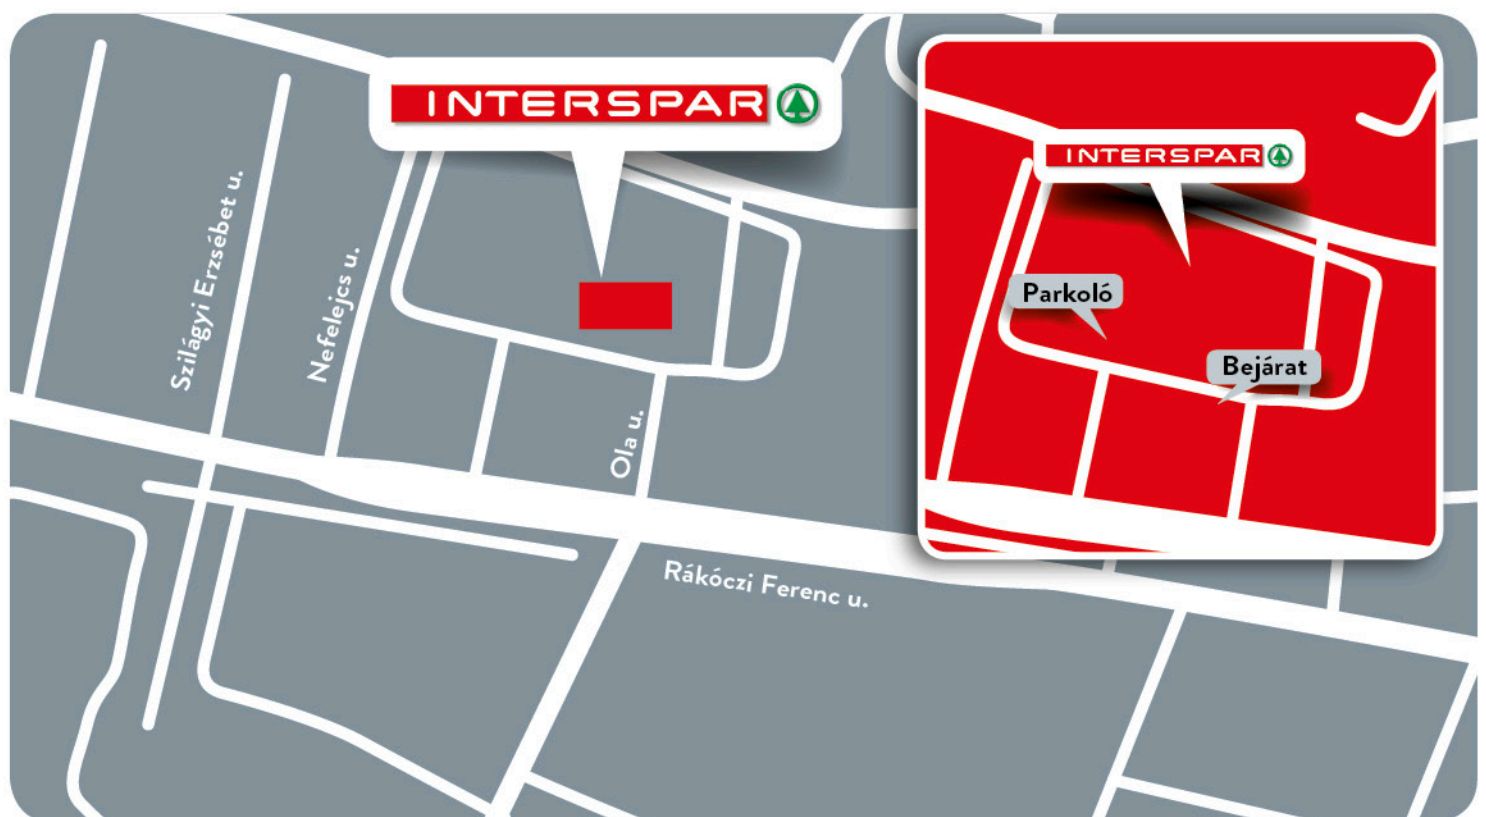 INTERSPAR
INTERSPAR
Parkoló
Bejárat
Szilágyi Erzsébet u.
Nefelejcs u.
Ola u.
Rákóczi Ferenc u.